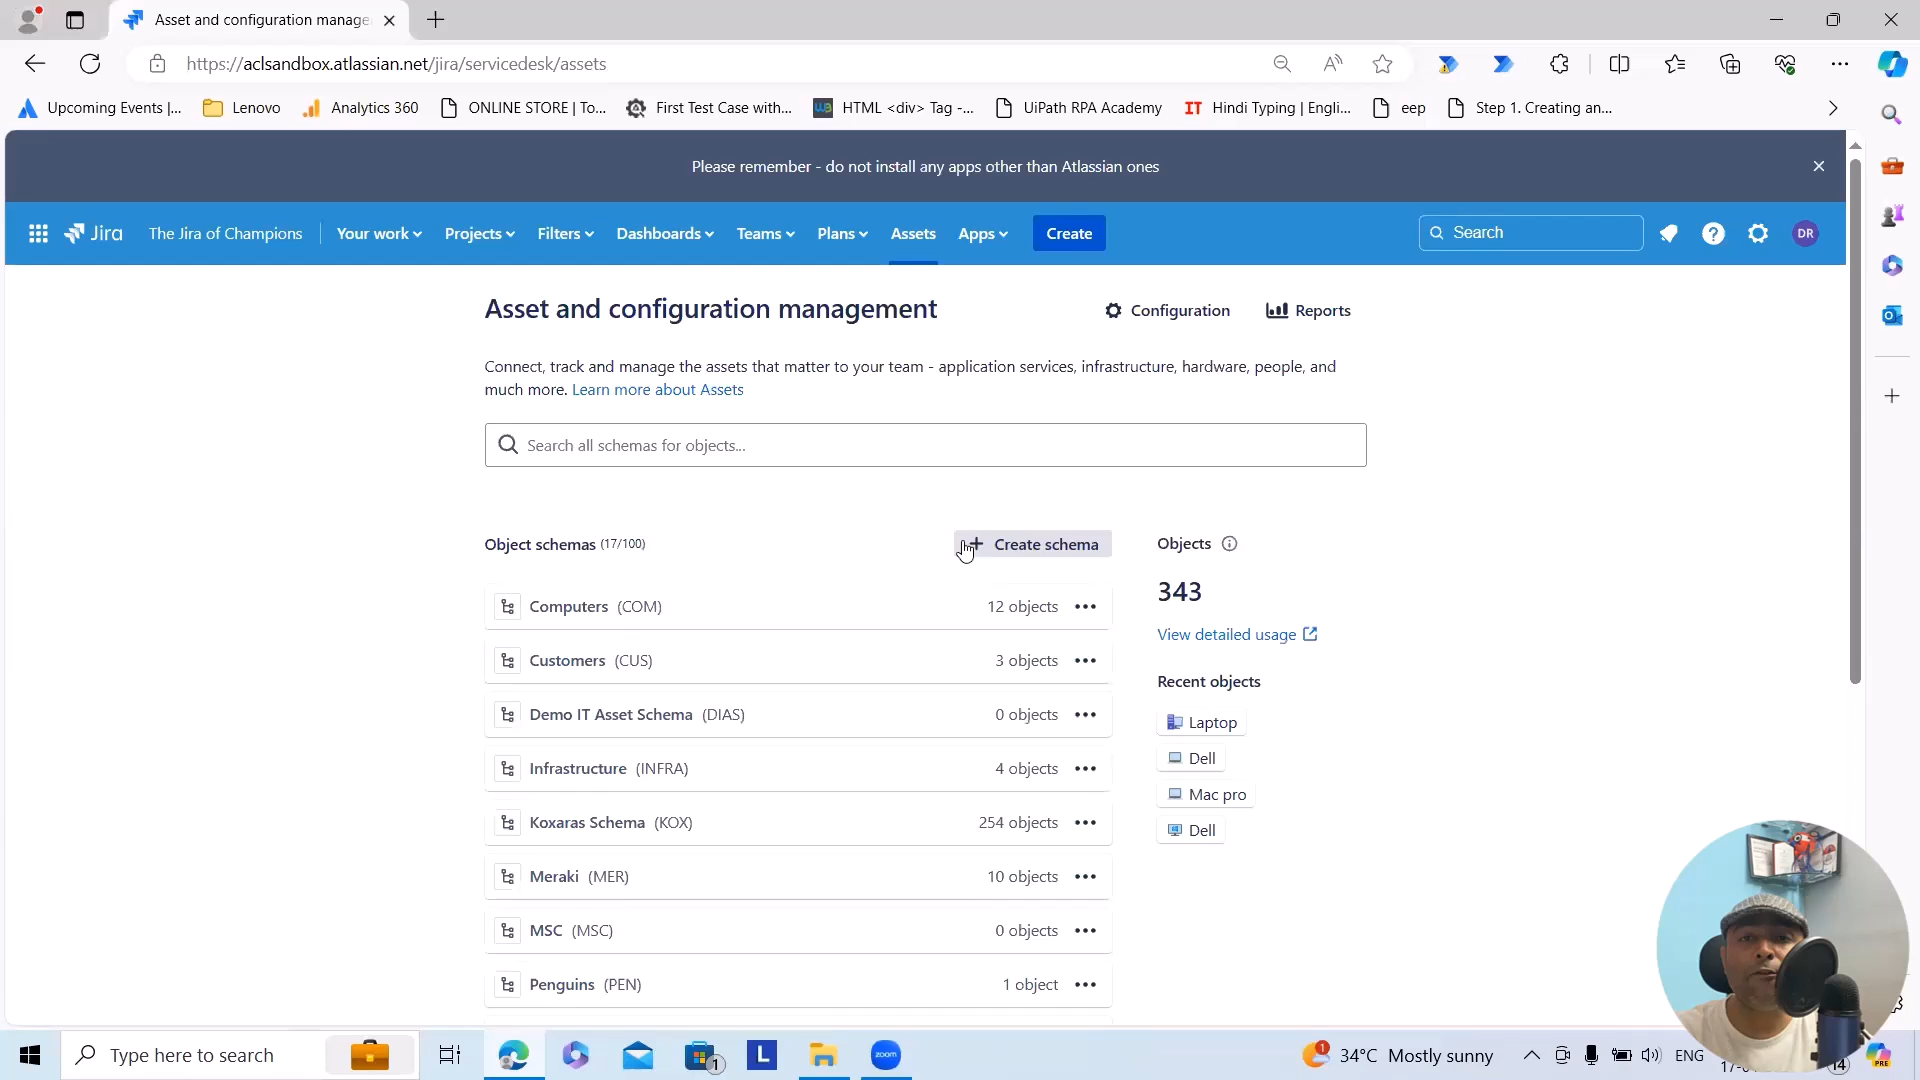 Asset and configuration manage
https://aclsandbox.atlassian.net/jira/servicedesk/assets
Upcoming Events |... Lenovo Analytics 360 ONLINE STORE | To... First Test Case with... HTML <div> Tag -... UiPath RPA Academy IT Hindi Typing | Engli... eep Step 1. Creating an...
Please remember - do not install any apps other than Atlassian ones
Jira The Jira of Champions Your work Projects Filters Dashboards Teams Plans Assets Apps Create Search DR
Asset and configuration management Configuration Reports
Connect, track and manage the assets that matter to your team - application services, infrastructure, hardware, people, and
much more. Learn more about Assets
Search all schemas for objects...
Object schemas (17/100) Create schema Objects
343
Computers (COM) 12 objects
View detailed usage
Customers (CUS) 3 objects
Recent objects
Demo IT Asset Schema (DIAS) 0 objects
Laptop
Dell
Infrastructure (INFRA) 4 objects
Mac pro
Koxaras Schema (KOX) 254 objects
Dell
Meraki (MER) 10 objects
MSC (MSC) 0 objects
Penguins (PEN) 1 object
Type here to search 1 L zoom 1 34°C Mostly sunny ENG 14 PRE